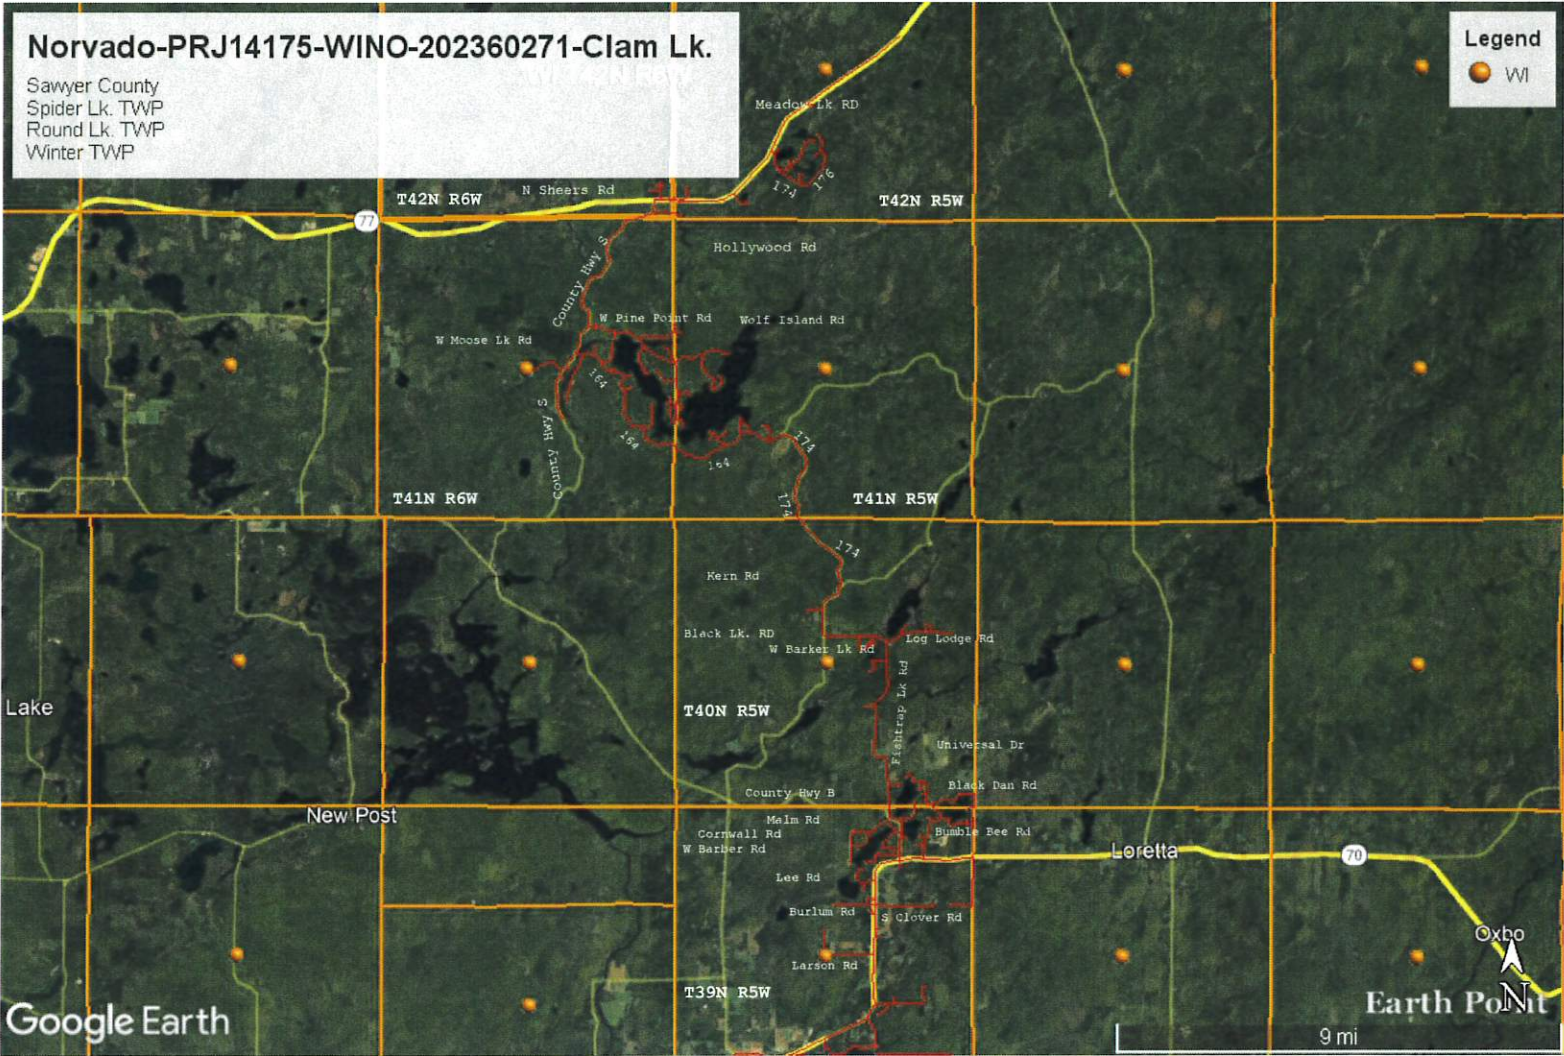 Norvado-PRJ14175-WINO-202360271-Clam Lk.
Sawyer County
Spider Lk. TWP
Round Lk. TWP
Winter TWP
Legend
WI
Meadow Lk RD
174
176
T42N R6W
N Sheers Rd
T42N R5W
77
Hollywood Rd
County Hwy S
W Pine Point Rd
Wolf Island Rd
W Moose Lk Rd
164
County Hwy S
164
164
174
T41N R6W
174
T41N R5W
174
Kern Rd
Black Lk. RD
Log Lodge Rd
W Barker Lk Rd
Fishtrap Lk Rd
Lake
T40N R5W
Universal Dr
Black Dan Rd
County Hwy B
New Post
Malm Rd
Cornwall Rd
Bumble Bee Rd
W Barber Rd
Loretta
70
Lee Rd
Burlum Rd
S Clover Rd
Oxbo
Larson Rd
T39N R5W
N
Earth Point
Google Earth
9 mi